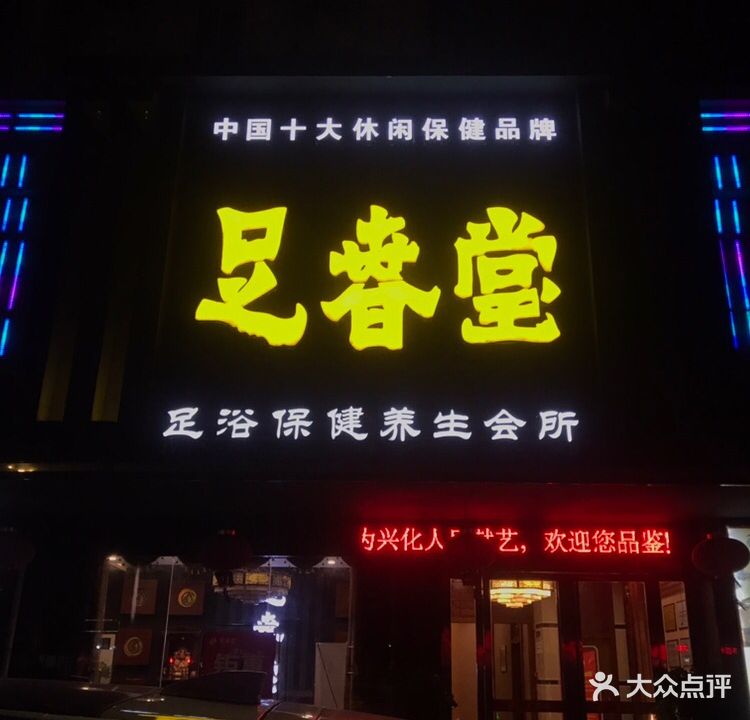 中国十大休闲保健品牌
足春堂
足浴保健养生会所
为兴化人民献艺，欢迎您品鉴!
大众点评